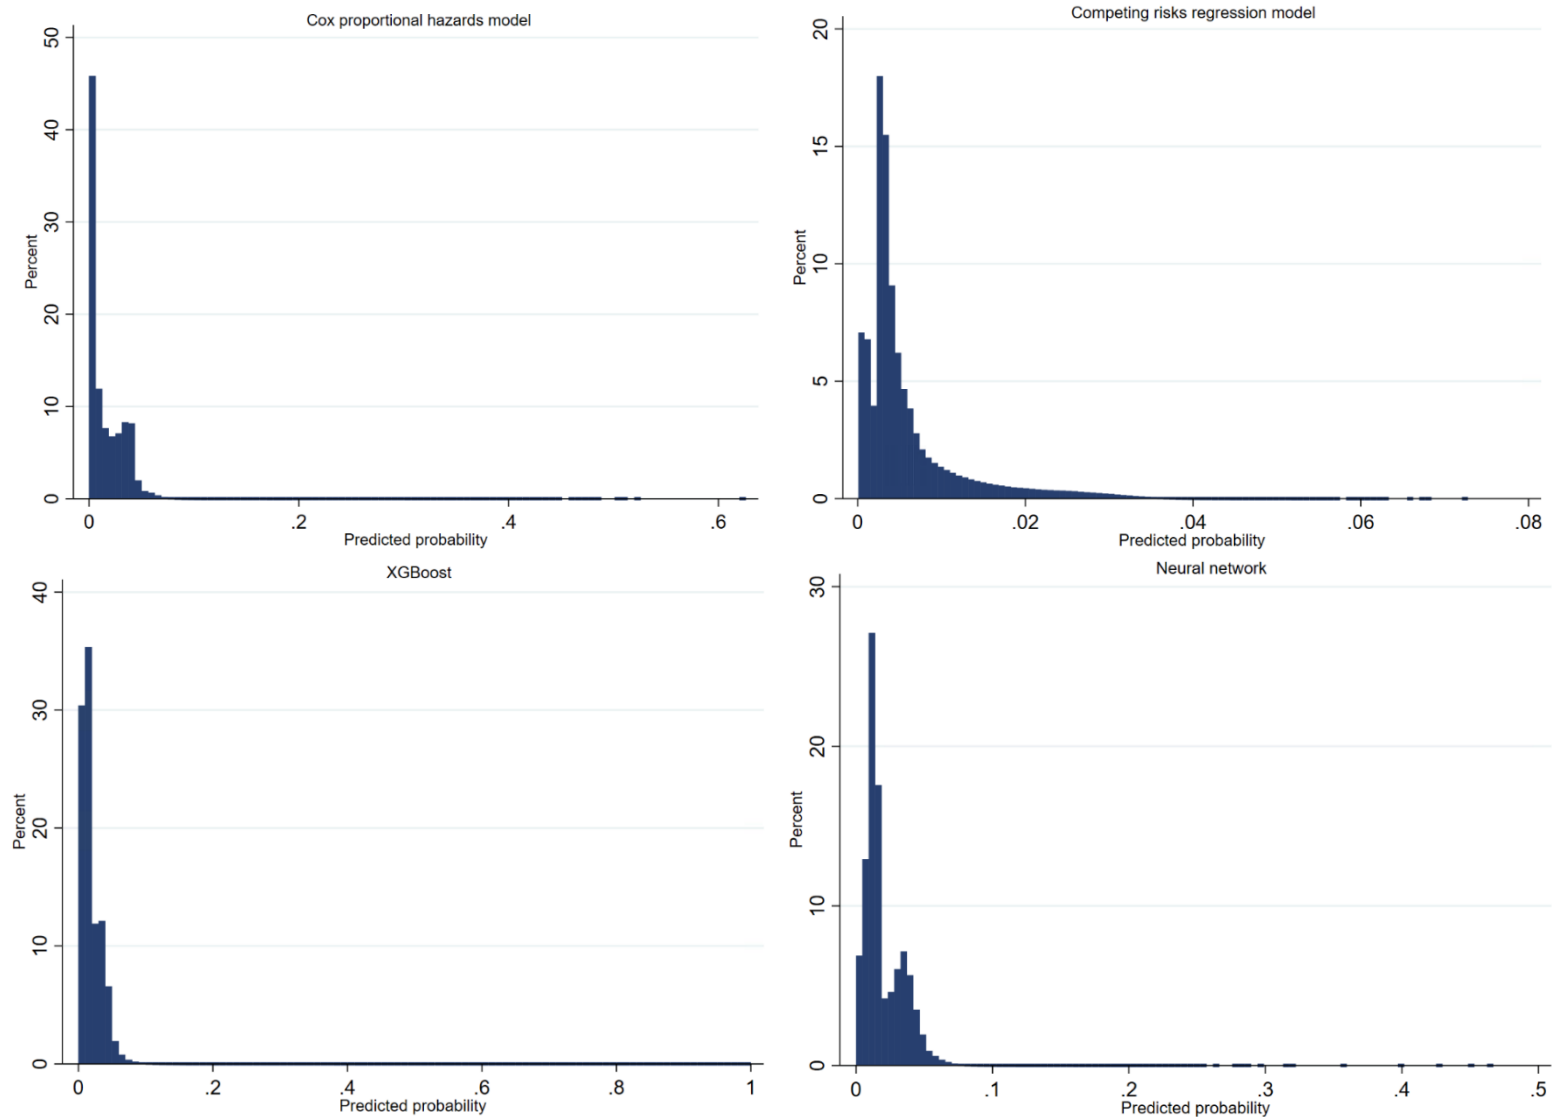 Cox proportional hazards model
50
40
30
20
10
0
Percent
0 .2 .4 .6
Predicted probability
Competing risks regression model
20
15
10
5
0
Percent
0 .02 .04 .06 .08
Predicted probability
XGBoost
40
30
20
10
0
Percent
0 .2 .4 .6 .8 1
Predicted probability
Neural network
30
20
10
0
Percent
0 .1 .2 .3 .4 .5
Predicted probability